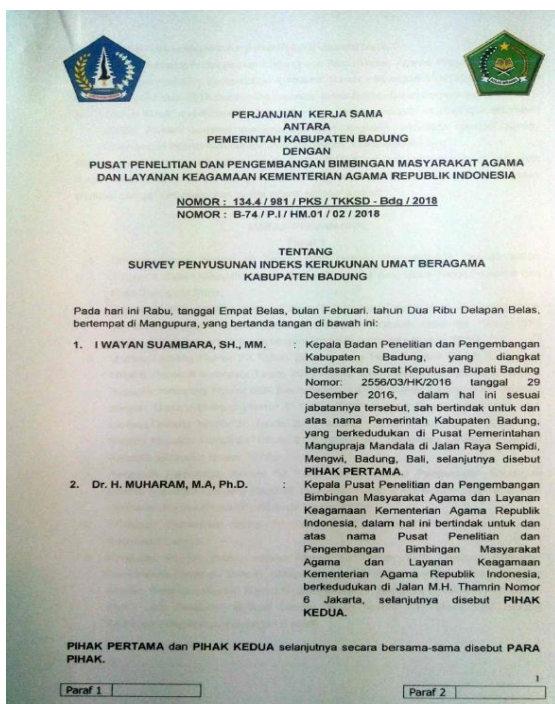 PERJANJIAN KERJA SAMA
ANTARA
PEMERINTAH KABUPATEN BADUNG
DENGAN
PUSAT PENELITIAN DAN PENGEMBANGAN BIMBINGAN MASYARAKAT AGAMA
DAN LAYANAN KEAGAMAAN KEMENTERIAN AGAMA REPUBLIK INDONESIA
NOMOR : 134.4 / 981 / PKS / TKKSD - Bdg / 2018
NOMOR : B-74 / P.I / HM.01 / 02 / 2018
TENTANG
SURVEY PENYUSUNAN INDEKS KERUKUNAN UMAT BERAGAMA
KABUPATEN BADUNG
Pada hari ini Rabu, tanggal Empat Belas, bulan Februari. tahun Dua Ribu Delapan Belas,
bertempat di Mangupura, yang bertanda tangan di bawah ini:
1. I WAYAN SUAMBARA, SH., MM. : Kepala Badan Penelitian dan Pengembangan
Kabupaten Badung, yang diangkat
berdasarkan Surat Keputusan Bupati Badung
Nomor: 2556/03/HK/2016 tanggal 29
Desember 2016, dalam hal ini sesuai
jabatannya tersebut, sah bertindak untuk dan
atas nama Pemerintah Kabupaten Badung,
yang berkedudukan di Pusat Pemerintahan
Mangupraja Mandala di Jalan Raya Sempidi,
Mengwi, Badung, Bali, selanjutnya disebut
PIHAK PERTAMA.
2. Dr. H. MUHARAM, M.A, Ph.D. : Kepala Pusat Penelitian dan Pengembangan
Bimbingan Masyarakat Agama dan Layanan
Keagamaan Kementerian Agama Republik
Indonesia, dalam hal ini bertindak untuk dan
atas nama Pusat Penelitian dan
Pengembangan Bimbingan Masyarakat
Agama dan Layanan Keagamaan
Kementerian Agama Republik Indonesia,
berkedudukan di Jalan M.H. Thamrin Nomor
6 Jakarta, selanjutnya disebut PIHAK
KEDUA.
PIHAK PERTAMA dan PIHAK KEDUA selanjutnya secara bersama-sama disebut PARA
PIHAK.
1
Paraf 1
Paraf 2